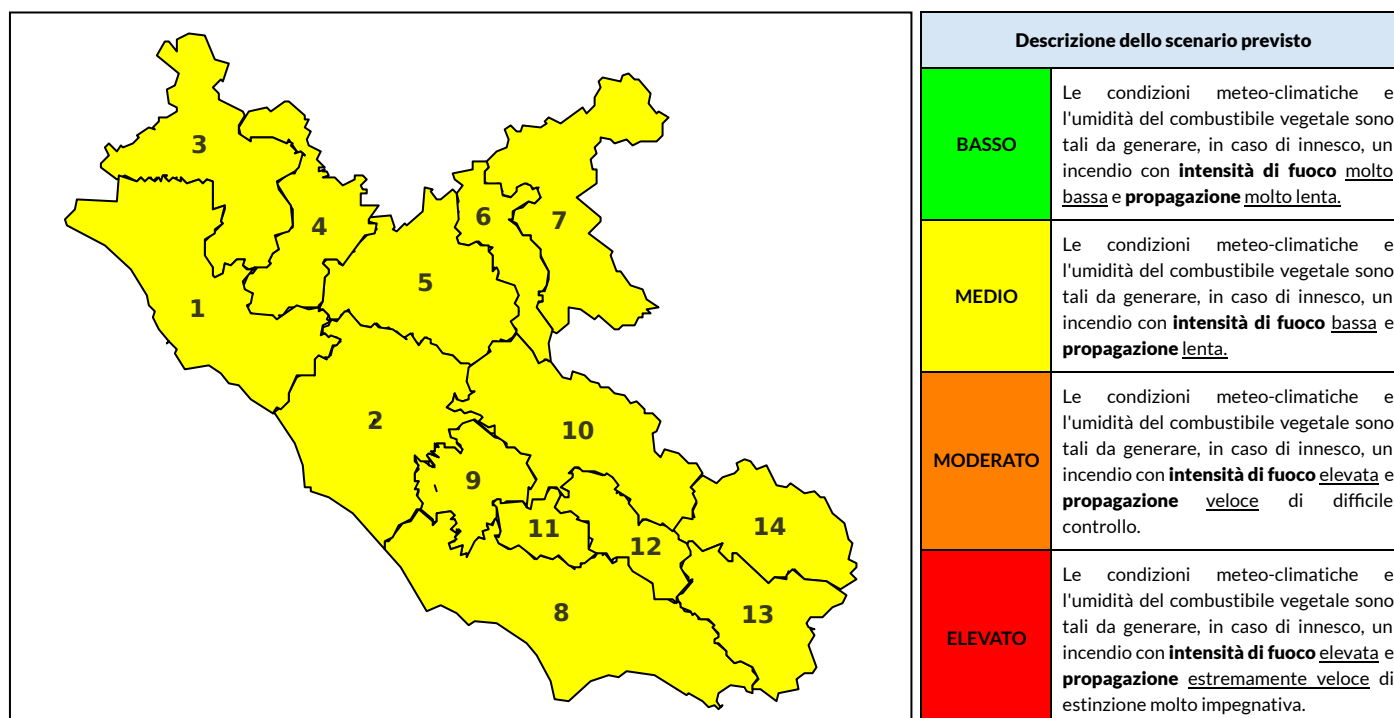 3
4
6
7
5
1
2
10
9
11
12
14
8
13
Descrizione dello scenario previsto
BASSO
Le condizioni meteo-climatiche e
l'umidità del combustibile vegetale sono
tali da generare, in caso di innesco, un
incendio con intensità di fuoco molto
bassa e propagazione molto lenta.
MEDIO
Le condizioni meteo-climatiche e
l'umidità del combustibile vegetale sono
tali da generare, in caso di innesco, un
incendio con intensità di fuoco bassa e
propagazione lenta.
MODERATO
Le condizioni meteo-climatiche e
l'umidità del combustibile vegetale sono
tali da generare, in caso di innesco, un
incendio con intensità di fuoco elevata e
propagazione veloce di difficile
controllo.
ELEVATO
Le condizioni meteo-climatiche e
l'umidità del combustibile vegetale sono
tali da generare, in caso di innesco, un
incendio con intensità di fuoco elevata e
propagazione estremamente veloce di
estinzione molto impegnativa.